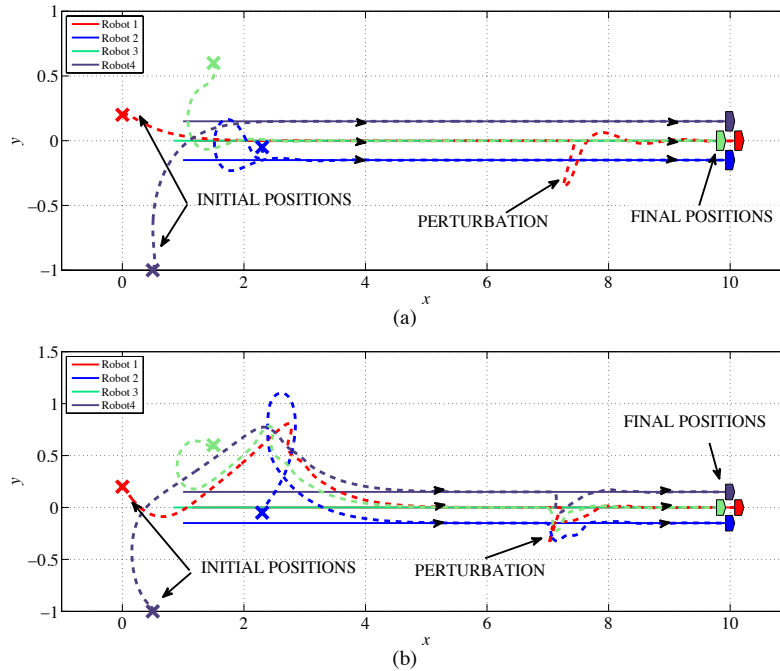 1
0.5
0
−0.5
−1
y
Robot 1
Robot 2
Robot 3
Robot4
INITIAL POSITIONS
PERTURBATION
FINAL POSITIONS
0 2 4 6 8 10
x
(a)
1.5
1
0.5
0
−0.5
−1
y
Robot 1
Robot 2
Robot 3
Robot4
FINAL POSITIONS
INITIAL POSITIONS
PERTURBATION
0 2 4 6 8 10
x
(b)